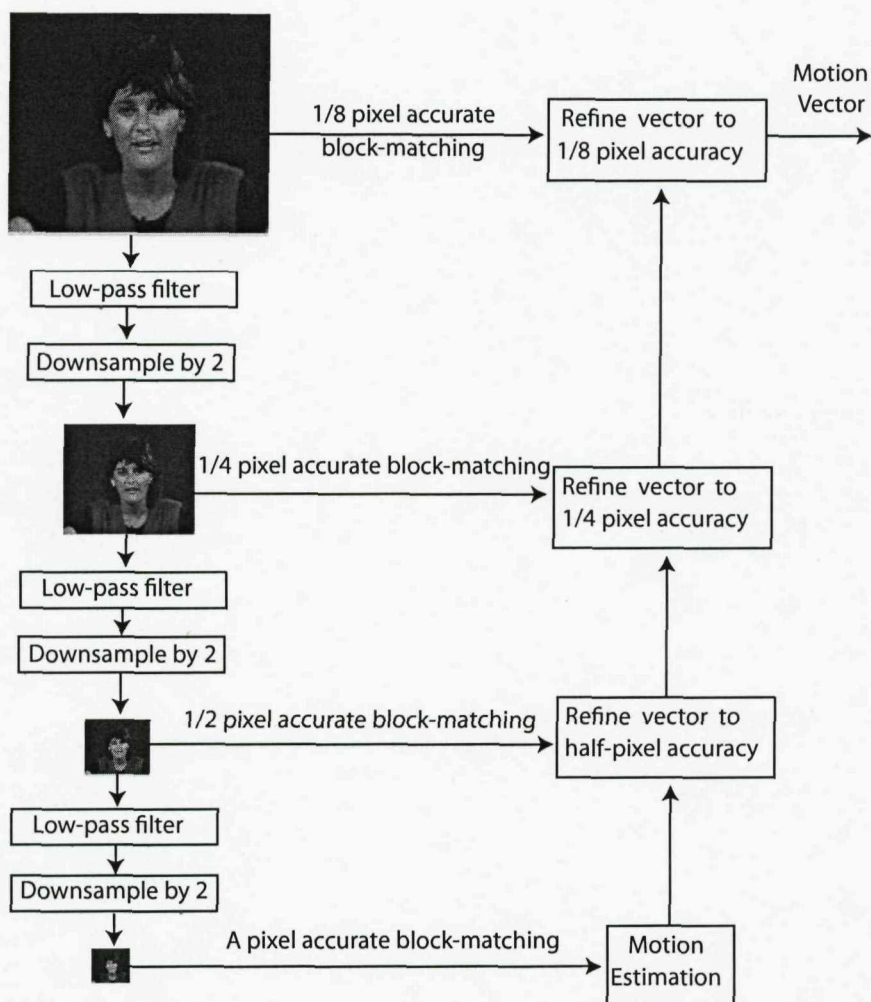 Motion
Vector
1/8 pixel accurate
block-matching
Refine vector to
1/8 pixel accuracy
Low-pass filter
Downsample by 2
1/4 pixel accurate block-matching
Refine vector to
1/4 pixel accuracy
Low-pass filter
Downsample by 2
1/2 pixel accurate block-matching
Refine vector to
half-pixel accuracy
Low-pass filter
Downsample by 2
A pixel accurate block-matching
Motion
Estimation